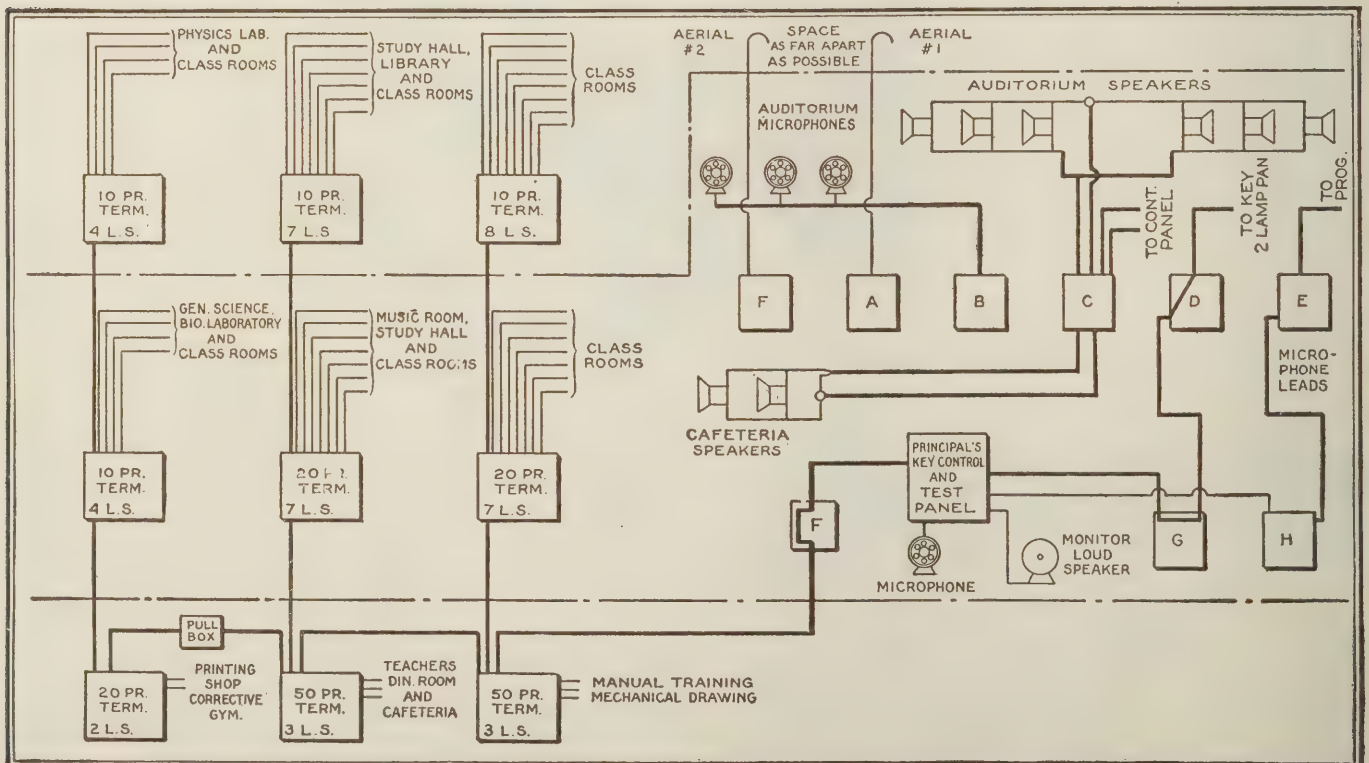 PHYSICS LAB.
AND
CLASS ROOMS
STUDY HALL,
LIBRARY
AND
CLASS ROOMS
CLASS
ROOMS
AERIAL
#2
SPACE
AS FAR APART
AS POSSIBLE
AERIAL
#1
AUDITORIUM SPEAKERS
AUDITORIUM
MICROPHONES
10 PR.
TERM.
4 L.S.
10 PR.
TERM.
7 L.S
10 PR.
TERM.
8 L.S.
TO CONT.
PANEL
TO KEY
2 LAMP PAN
TO
PROG.
F
A
B
C
D
E
GEN. SCIENCE.
BIO. LABORATORY
AND
CLASS ROOMS
MUSIC ROOM,
STUDY HALL
AND
CLASS ROOMS
CLASS
ROOMS
MICRO-
PHONE
LEADS
CAFETERIA
SPEAKERS
10 PR.
TERM.
4 L.S.
20 PR.
TERM.
7 L.S.
20 PR.
TERM.
7 L.S.
PRINCIPAL'S
KEY CONTROL
AND
TEST
PANEL
F
G
H
MICROPHONE
MONITOR
LOUD
SPEAKER
PULL
BOX
20 PR.
TERM.
2 L.S.
PRINTING
SHOP
CORRECTIVE
GYM.
50 PR.
TERM.
3 L.S.
TEACHERS
DIN. ROOM
AND
CAFETERIA
50 PR.
TERM.
3 L.S.
MANUAL TRAINING
MECHANICAL DRAWING